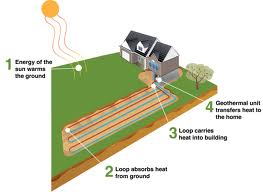 1 Energy of the
sun warms
the ground
4 Geothermal unit
transfers heat to
the home
3 Loop carries
heat into building
2 Loop absorbs heat
from ground